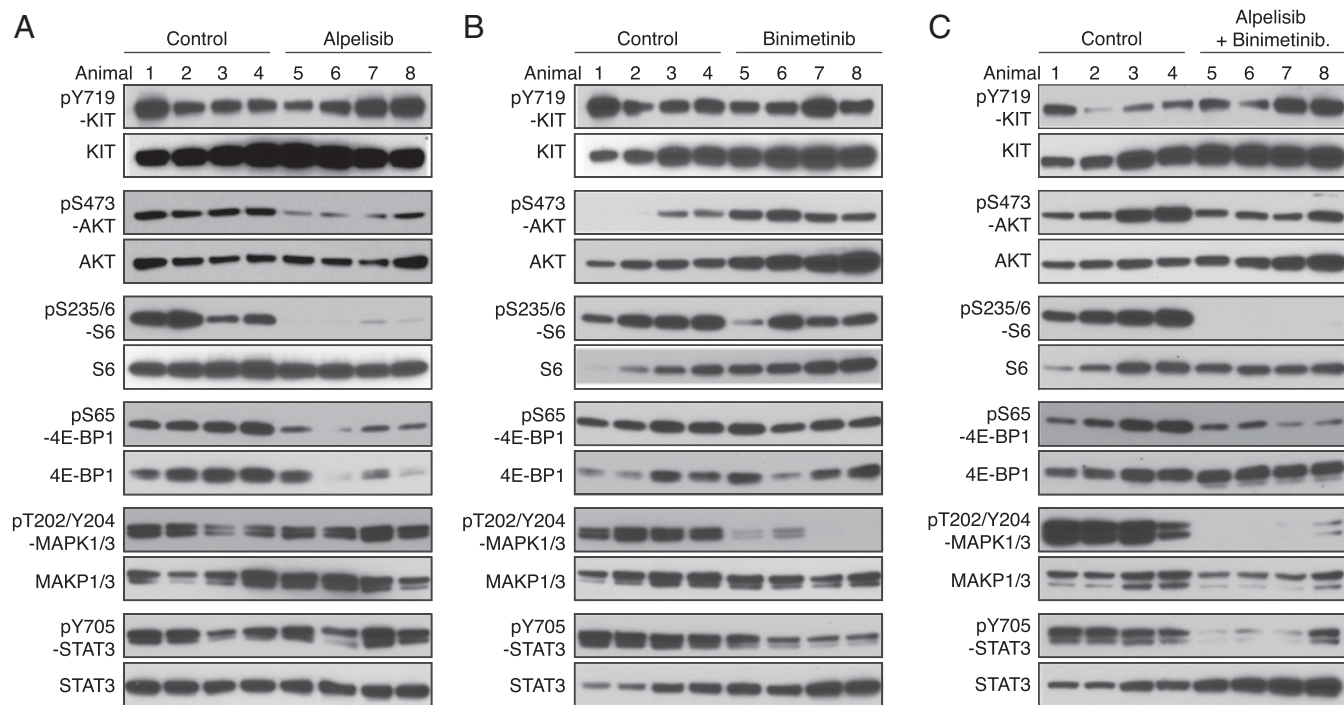 A
Control Alpelisib
Animal 1 2 3 4 5 6 7 8
pY719
-KIT
KIT
pS473
-AKT
AKT
pS235/6
-S6
S6
pS65
-4E-BP1
4E-BP1
pT202/Y204
-MAPK1/3
MAKP1/3
pY705
-STAT3
STAT3
B
Control Binimetinib
Animal 1 2 3 4 5 6 7 8
pY719
-KIT
KIT
pS473
-AKT
AKT
pS235/6
-S6
S6
pS65
-4E-BP1
4E-BP1
pT202/Y204
-MAPK1/3
MAKP1/3
pY705
-STAT3
STAT3
C
Alpelisib
Control + Binimetinib.
Animal 1 2 3 4 5 6 7 8
pY719
-KIT
KIT
pS473
-AKT
AKT
pS235/6
-S6
S6
pS65
-4E-BP1
4E-BP1
pT202/Y204
-MAPK1/3
MAKP1/3
pY705
-STAT3
STAT3